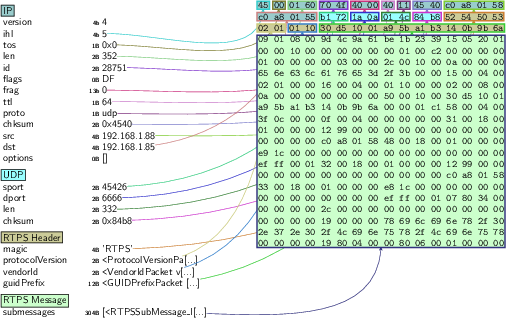 IP
version 4B 4
ihl 4B 5
tos 1B 0x0
len 2B 352
id 2B 28751
flags 0B DF
frag 13B 0
ttl 1B 64
proto 1B udp
chksum 2B 0x4540
src 4B 192.168.1.88
dst 4B 192.168.1.85
options 0B []
UDP
sport 2B 45426
dport 2B 6666
len 2B 332
chksum 2B 0x84b8
RTPS Header
magic 4B 'RTPS'
protocolVersion 2B <ProtocolVersionPa[...]
vendorId 2B <VendorIdPacket v[...]
guidPrefix 12B <GUIDPrefixPacket [...]
RTPS Message
submessages 304B [<RTPSSubMessage_I[...]
45 00 01 60 70 4f 40 00 40 11 45 40 c0 a8 01 58
c0 a8 01 55 b1 72 1a 0a 01 4c 84 b8 52 54 50 53
02 01 01 10 30 d5 10 01 a9 5b a1 b3 14 0b 9b 6a
09 01 08 00 9d 4c 9a 61 be 1a 23 39 15 05 20 01
00 00 10 00 00 00 00 00 00 01 00 c2 00 00 00 00
00 00 00 01 00 00 03 00 00 2c 00 10 00 0a 00 00 00
65 6e 63 6c 61 76 65 3d 2f 3b 00 00 15 00 04 00
02 01 00 00 16 00 04 00 01 10 00 00 02 00 08 00
0a 00 00 00 00 00 00 00 50 00 10 00 30 d5 10 01
a9 5b a1 b3 14 0b 9b 6a 00 00 01 c1 58 00 04 00
3f 0c 00 00 0f 00 04 00 00 00 00 00 31 00 18 00
01 00 00 00 12 99 00 00 00 00 00 00 00 00 00 00
00 00 00 00 c0 a8 01 58 48 00 18 00 01 00 00 00
e9 1c 00 00 00 00 00 00 00 00 00 00 00 00 00 00
ef ff 00 01 32 00 18 00 01 00 00 00 12 99 00 00
00 00 00 00 00 00 00 00 00 00 00 00 c0 a8 01 58
33 00 18 00 01 00 00 00 e8 1c 00 00 00 00 00 00
00 00 00 00 00 00 00 00 ef ff 00 01 07 80 34 00
00 00 00 00 2c 00 00 00 00 00 00 00 00 00 00 00
00 00 00 00 19 00 00 00 78 69 6c 69 6e 78 2f 30
2e 37 2e 30 2f 4c 69 6e 75 78 2f 4c 69 6e 75 78
00 00 00 00 19 80 04 00 00 80 06 00 01 00 00 00